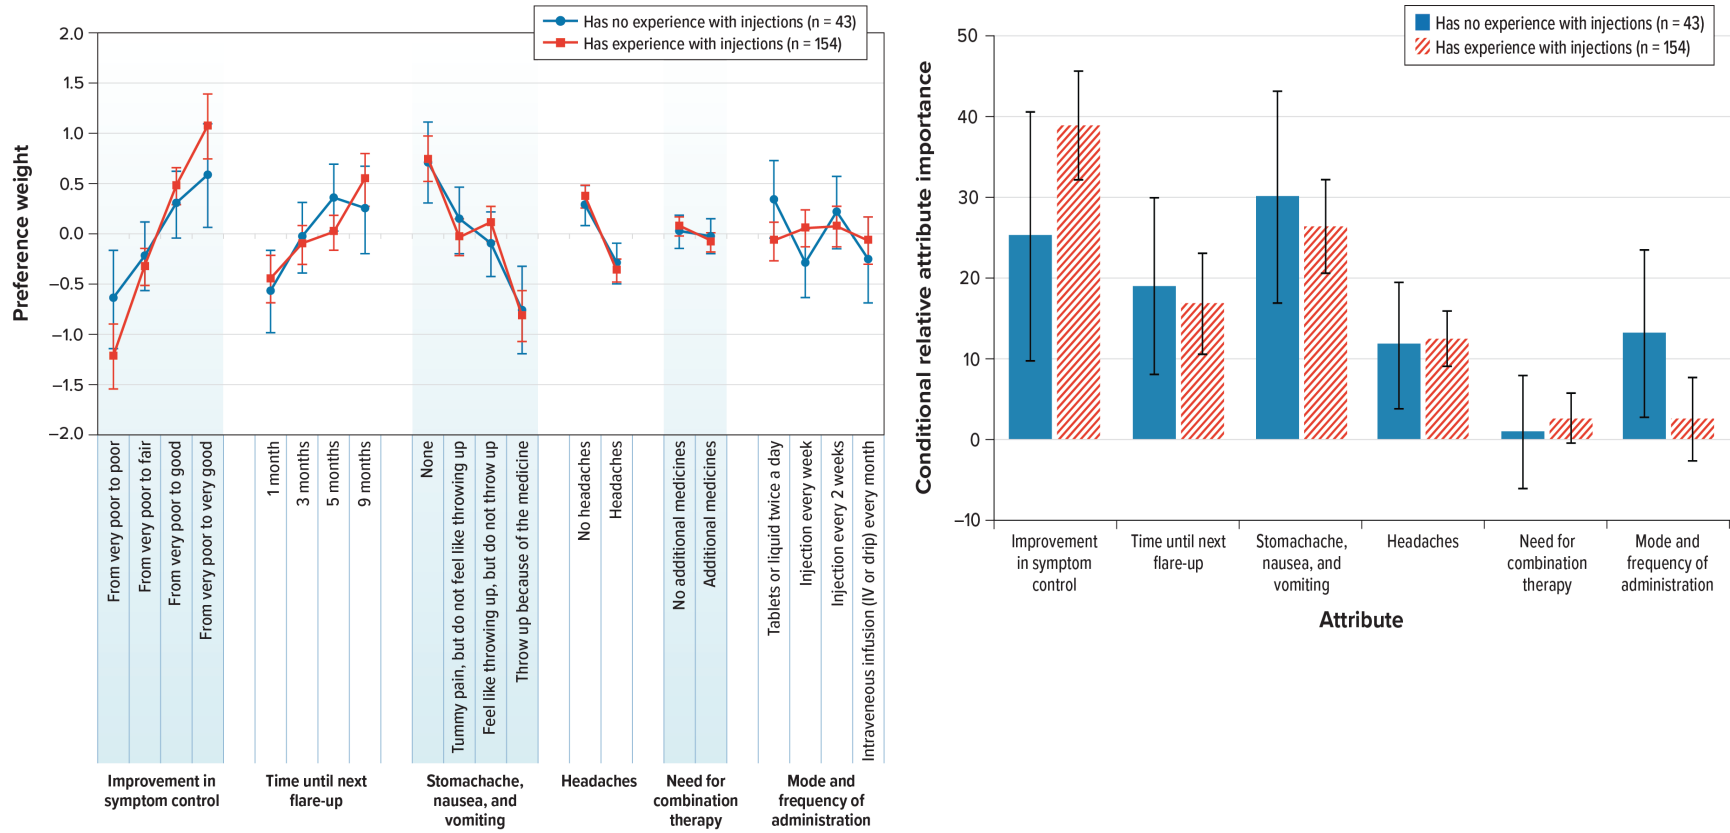 Has no experience with injections (n = 43)
Has experience with injections (n = 154)
Preference weight
2.0
1.5
1.0
0.5
0.0
−0.5
−1.0
−1.5
−2.0
From very poor to poor
From very poor to fair
From very poor to good
From very poor to very good
1 month
3 months
5 months
9 months
None
Tummy pain, but do not feel like throwing up
Feel like throwing up, but do not throw up
Throw up because of the medicine
No headaches
Headaches
No additional medicines
Additional medicines
Tablets or liquid twice a day
Injection every week
Injection every 2 weeks
Intraveneous infusion (IV or drip) every month
Improvement in
symptom control
Time until next
flare-up
Stomachache,
nausea, and
vomiting
Headaches
Need for
combination
therapy
Mode and
frequency of
administration
Has no experience with injections (n = 43)
Has experience with injections (n = 154)
Conditional relative attribute importance
50
40
30
20
10
0
−10
Improvement
in symptom
control
Time until next
flare-up
Stomachache,
nausea, and
vomiting
Headaches
Need for
combination
therapy
Mode and
frequency of
administration
Attribute